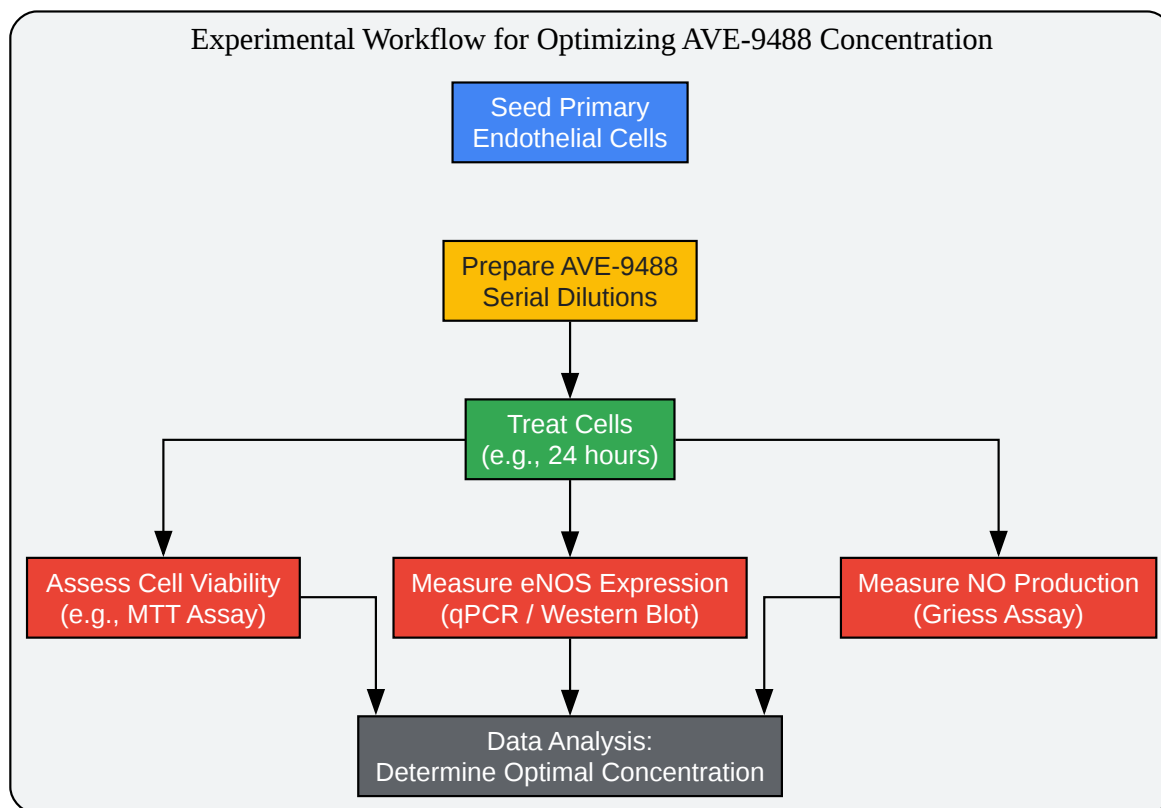 Experimental Workflow for Optimizing AVE-9488 Concentration
Seed Primary
Endothelial Cells
Prepare AVE-9488
Serial Dilutions
Treat Cells
(e.g., 24 hours)
Assess Cell Viability
(e.g., MTT Assay)
Measure eNOS Expression
(qPCR / Western Blot)
Measure NO Production
(Griess Assay)
Data Analysis:
Determine Optimal Concentration